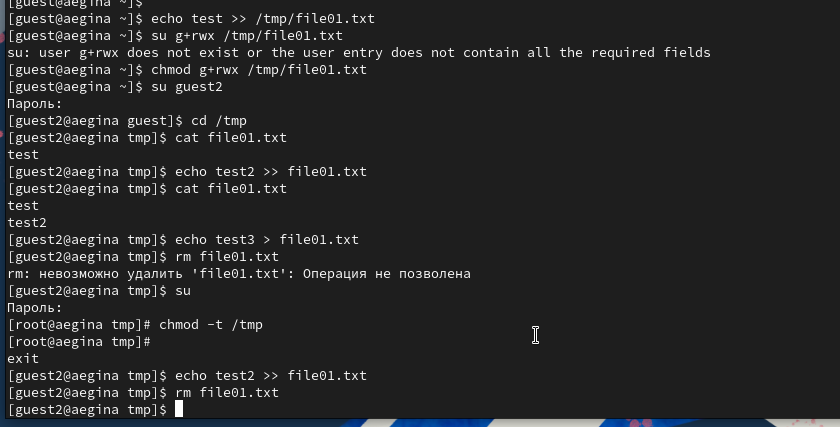 [guest@aegina ~]$
[guest@aegina ~]$ echo test >> /tmp/file01.txt
[guest@aegina ~]$ su g+rwx /tmp/file01.txt
su: user g+rwx does not exist or the user entry does not contain all the required fields
[guest@aegina ~]$ chmod g+rwx /tmp/file01.txt
[guest@aegina ~]$ su guest2
Пароль:
[guest2@aegina guest]$ cd /tmp
[guest2@aegina tmp]$ cat file01.txt
test
[guest2@aegina tmp]$ echo test2 >> file01.txt
[guest2@aegina tmp]$ cat file01.txt
test
test2
[guest2@aegina tmp]$ echo test3 > file01.txt
[guest2@aegina tmp]$ rm file01.txt
rm: невозможно удалить 'file01.txt': Операция не позволена
[guest2@aegina tmp]$ su
Пароль:
[root@aegina tmp]# chmod -t /tmp
[root@aegina tmp]#
exit
[guest2@aegina tmp]$ echo test2 >> file01.txt
[guest2@aegina tmp]$ rm file01.txt
[guest2@aegina tmp]$